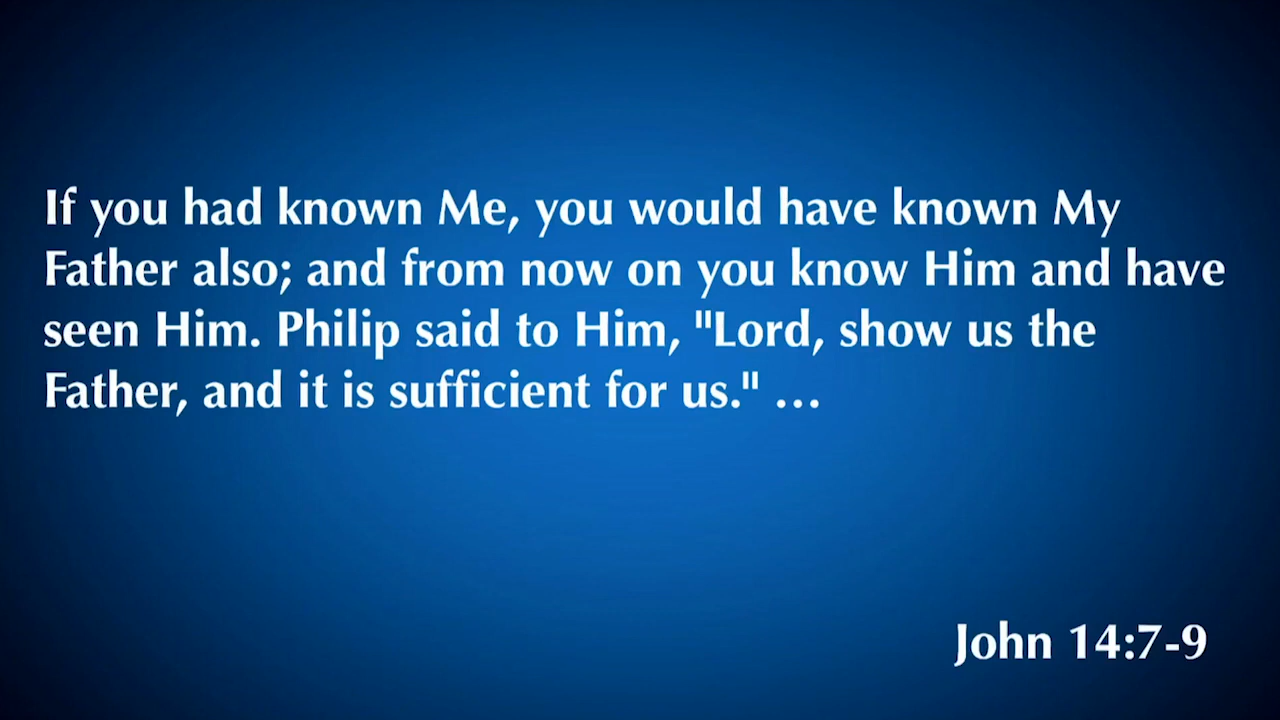 If you had known Me, you would have known My
Father also; and from now on you know Him and have
seen Him. Philip said to Him, "Lord, show us the
Father, and it is sufficient for us." …
John 14:7-9